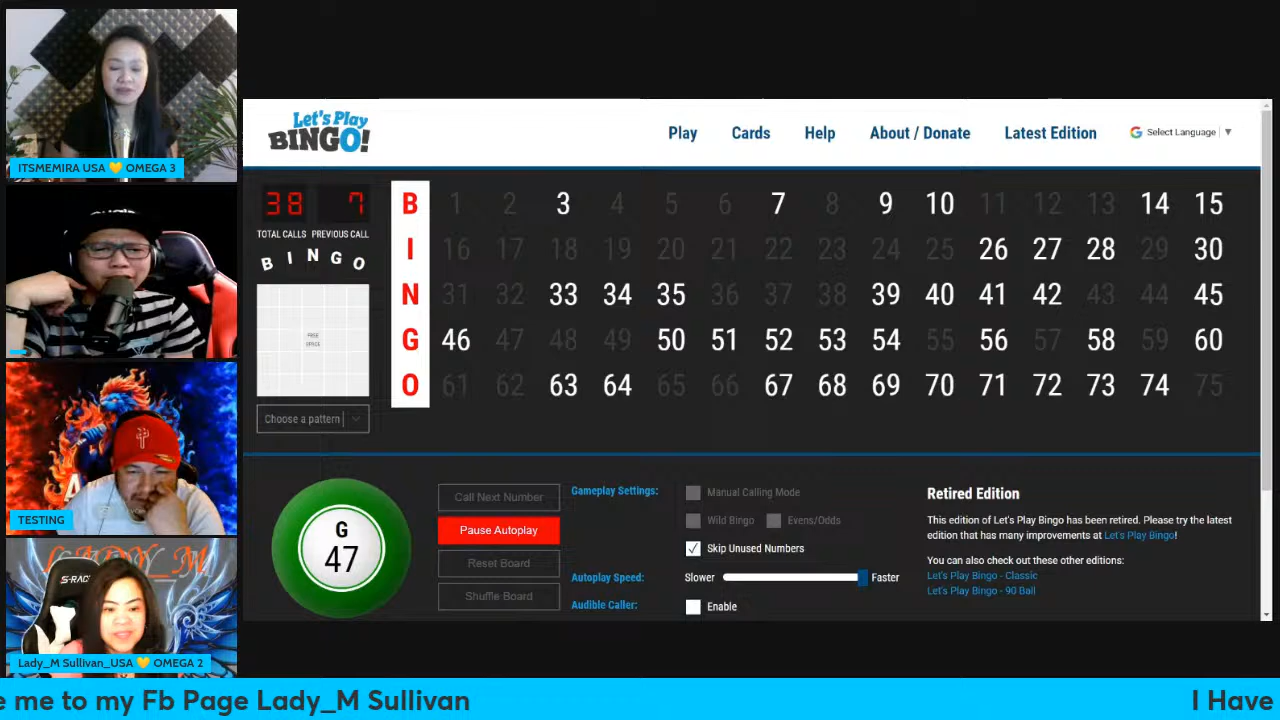 ITSMEMIRA USA 💛 OMEGA 3
TESTING
LADY_M
S-RAC
Lady_M Sullivan_USA 💛 OMEGA 2
Let's Play
BINGO!
Play Cards Help About / Donate Latest Edition Select Language ▼
38 7
TOTAL CALLS PREVIOUS CALL
B I N G O
FREE
SPACE
Choose a pattern
B 1 2 3 4 5 6 7 8 9 10 11 12 13 14 15
I 16 17 18 19 20 21 22 23 24 25 26 27 28 29 30
N 31 32 33 34 35 36 37 38 39 40 41 42 43 44 45
G 46 47 48 49 50 51 52 53 54 55 56 57 58 59 60
O 61 62 63 64 65 66 67 68 69 70 71 72 73 74 75
G
47
Call Next Number
Pause Autoplay
Reset Board
Shuffle Board
Gameplay Settings:
Manual Calling Mode
Wild Bingo Evens/Odds
Skip Unused Numbers
Autoplay Speed: Slower Faster
Audible Caller: Enable
Retired Edition
This edition of Let's Play Bingo has been retired. Please try the latest
edition that has many improvements at Let's Play Bingo!
You can also check out these other editions:
Let's Play Bingo - Classic
Let's Play Bingo - 90 Ball
e me to my Fb Page Lady_M Sullivan I Have